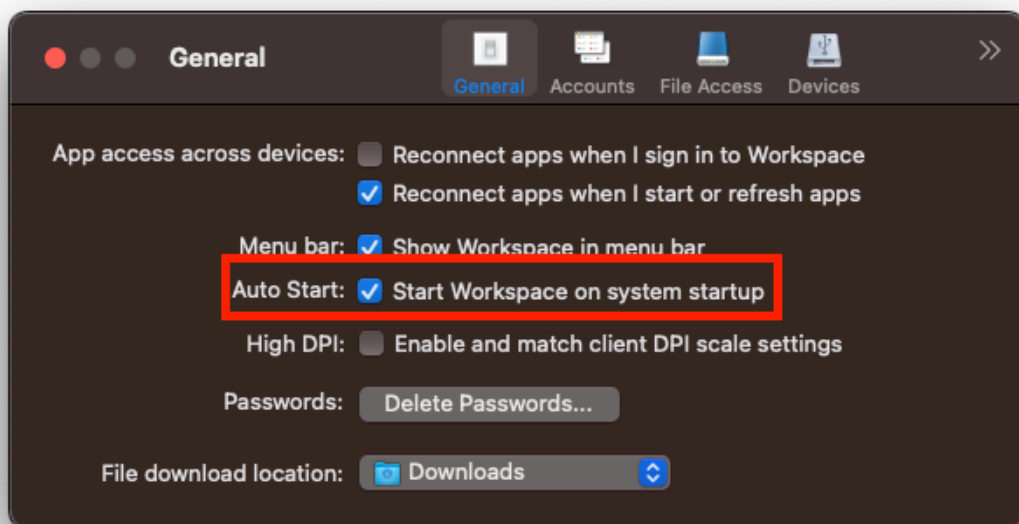 General
General Accounts File Access Devices
App access across devices: Reconnect apps when I sign in to Workspace
Reconnect apps when I start or refresh apps
Menu bar: Show Workspace in menu bar
Auto Start: Start Workspace on system startup
High DPI: Enable and match client DPI scale settings
Passwords: Delete Passwords...
File download location: Downloads